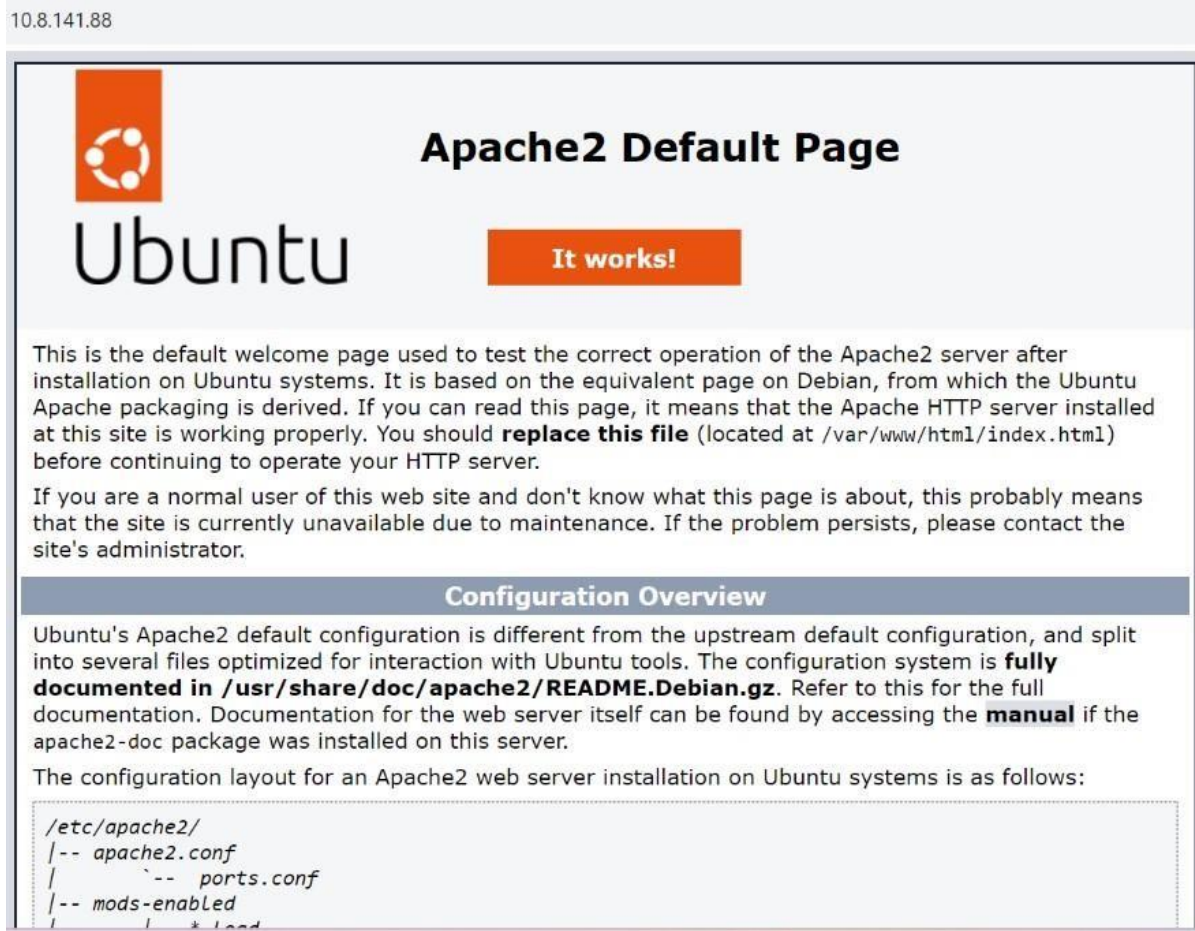 10.8.141.88
Apache2 Default Page
Ubuntu
It works!
This is the default welcome page used to test the correct operation of the Apache2 server after
installation on Ubuntu systems. It is based on the equivalent page on Debian, from which the Ubuntu
Apache packaging is derived. If you can read this page, it means that the Apache HTTP server installed
at this site is working properly. You should replace this file (located at /var/www/html/index.html)
before continuing to operate your HTTP server.
If you are a normal user of this web site and don't know what this page is about, this probably means
that the site is currently unavailable due to maintenance. If the problem persists, please contact the
site's administrator.
Configuration Overview
Ubuntu's Apache2 default configuration is different from the upstream default configuration, and split
into several files optimized for interaction with Ubuntu tools. The configuration system is fully
documented in /usr/share/doc/apache2/README.Debian.gz. Refer to this for the full
documentation. Documentation for the web server itself can be found by accessing the manual if the
apache2-doc package was installed on this server.
The configuration layout for an Apache2 web server installation on Ubuntu systems is as follows:
/etc/apache2/
|-- apache2.conf
|       `--  ports.conf
|-- mods-enabled